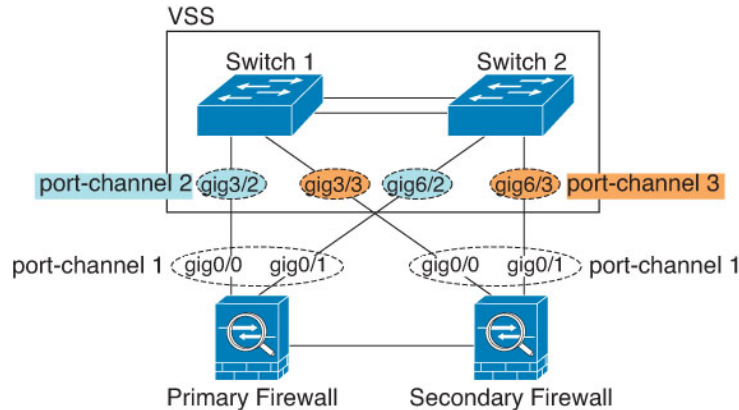 VSS
Switch 1
Switch 2
port-channel 2
gig3/2
gig3/3
gig6/2
gig6/3
port-channel 3
port-channel 1
gig0/0
gig0/1
gig0/0
gig0/1
port-channel 1
Primary Firewall
Secondary Firewall